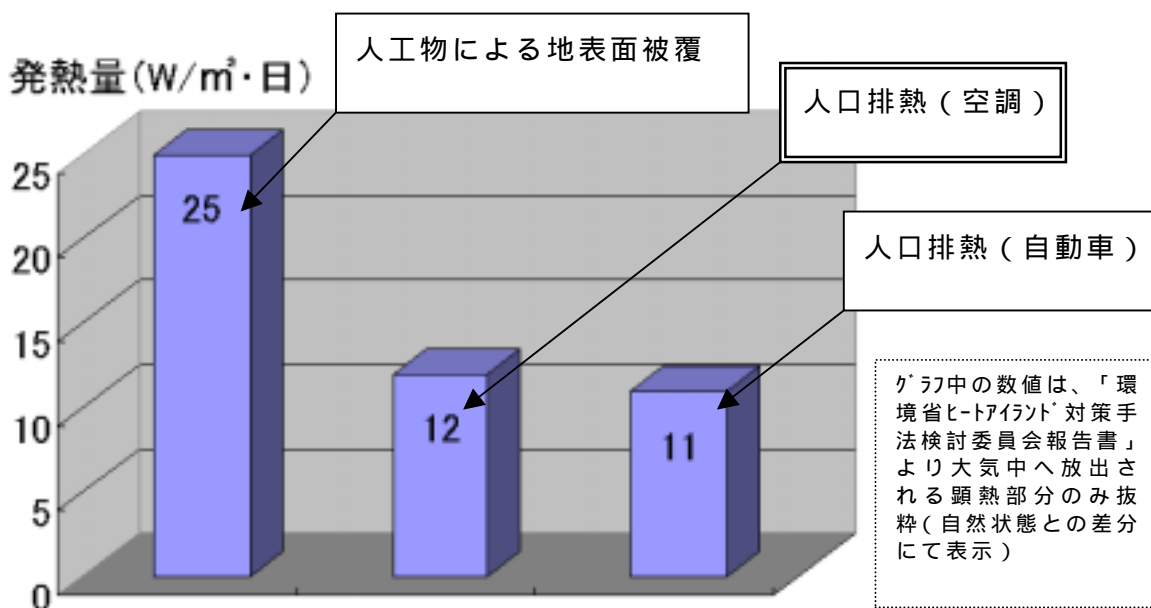 人工物による地表面被覆
発熱量(W/㎡･日)
人口排熱（空調）
人口排熱（自動車）
25
20
15
10
5
0
25
12
11
ｸﾞﾗﾌ中の数値は、「環
境省ﾋｰﾄｱｲﾗﾝﾄﾞ対策手
法検討委員会報告書」
より大気中へ放出さ
れる顕熱部分のみ抜
粋(自然状態との差分
にて表示）